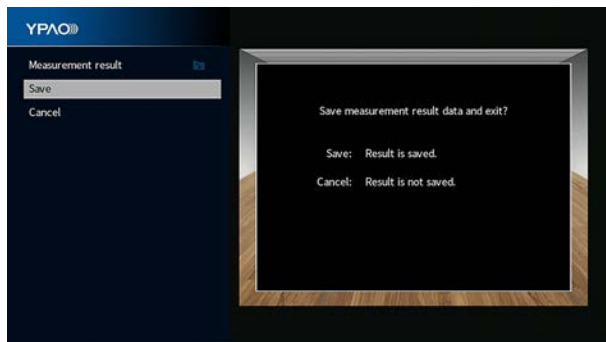 YPAO
Measurement result
Save
Cancel
Save measurement result data and exit?
Save: Result is saved.
Cancel: Result is not saved.